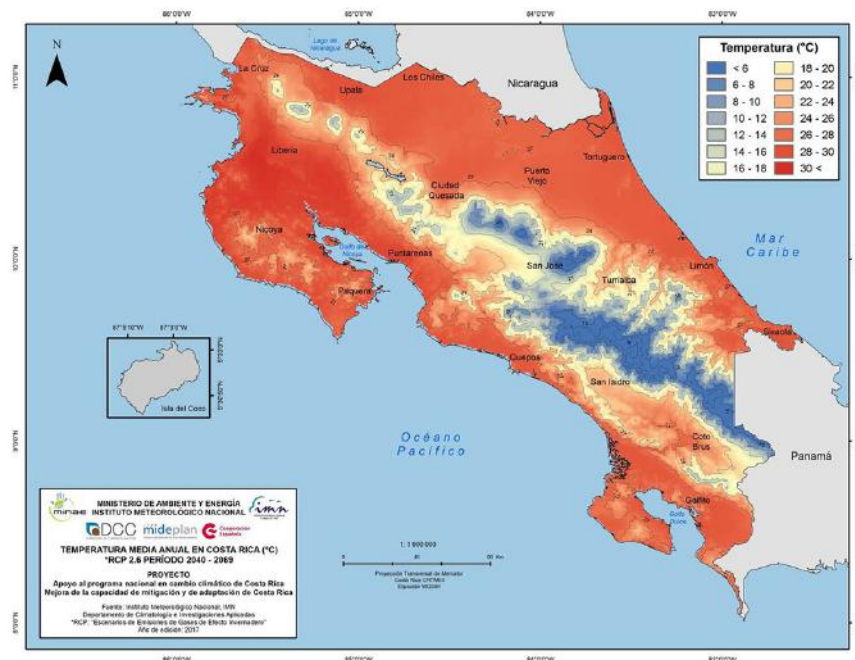 86°0'0"W
85°0'0"W
84°0'0"W
83°0'0"W
N
Temperatura (°C)
< 6
6 - 8
8 - 10
10 - 12
12 - 14
14 - 16
16 - 18
18 - 20
20 - 22
22 - 24
24 - 26
26 - 28
28 - 30
30 <
Lago de Nicaragua
La Cruz
Upala
Los Chiles
Nicaragua
Liberia
Ciudad Quesada
Puerto Viejo
Tortuguero
Nicoya
Golfo de Nicoya
Puntarenas
Paquera
San José
Turrialba
Limón
Mar Caribe
Sixaola
Quepos
San Isidro
Coto Brus
Golfito
Golfo Dulce
Océano Pacífico
Panamá
Isla del Coco
MINISTERIO DE AMBIENTE Y ENERGÍA
INSTITUTO METEOROLÓGICO NACIONAL
minae
imn
DCC
mideplan
Cooperación Española
TEMPERATURA MEDIA ANUAL EN COSTA RICA (°C)
*RCP 2.6 PERÍODO 2040 - 2069
PROYECTO
Apoyo al programa nacional en cambio climático de Costa Rica
Mejora de la capacidad de mitigación y de adaptación de Costa Rica
Fuente: Instituto Meteorológico Nacional, IMN
Departamento de Climatología e Investigaciones Aplicadas
*RCP: "Escenarios de Emisiones de Gases de Efecto Invernadero"
Año de edición: 2017
Proyección Transversal de Mercator
Costa Rica CRTM05